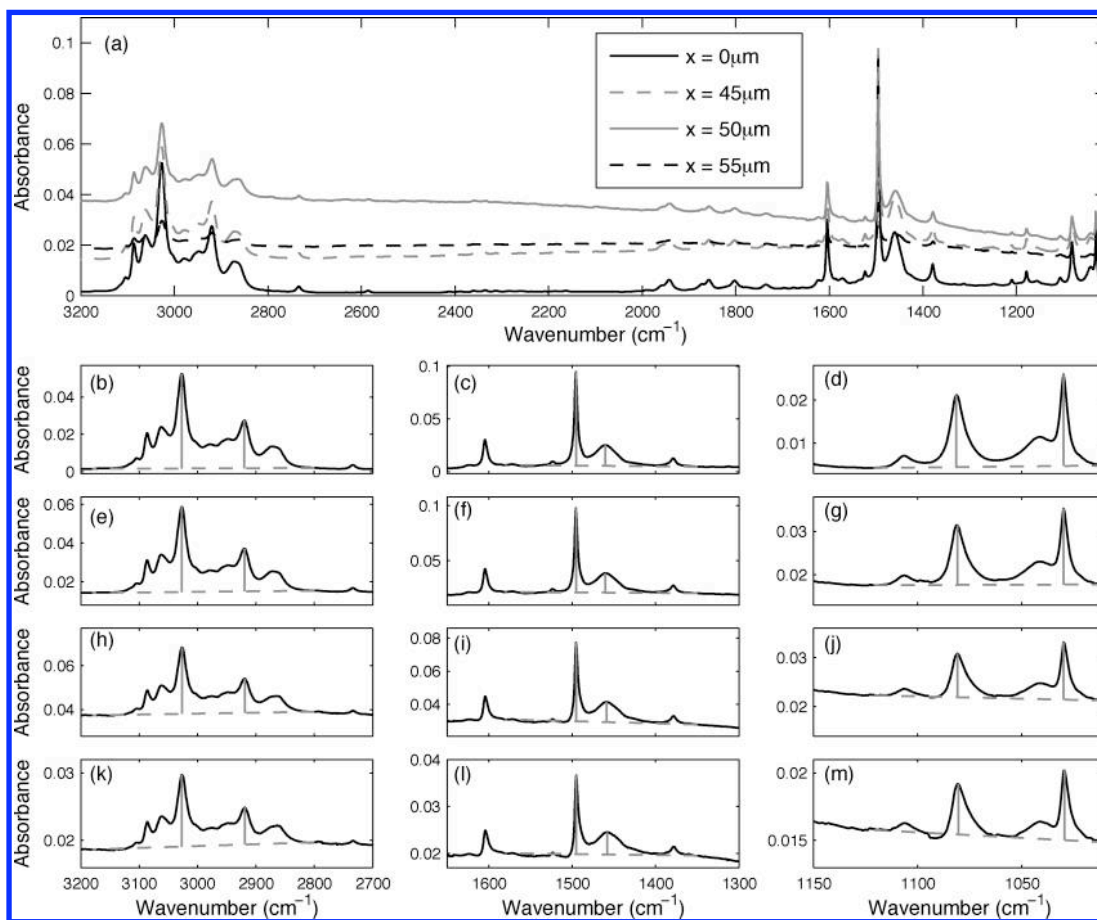 (a)
Absorbance
0.1
0.08
0.06
0.04
0.02
0
x = 0μm
x = 45μm
x = 50μm
x = 55μm
3200 3000 2800 2600 2400 2200 2000 1800 1600 1400 1200
Wavenumber (cm⁻¹)
(b)
Absorbance
0.04
0.02
0
(c)
0.1
0.05
0
(d)
0.02
0.01
(e)
Absorbance
0.06
0.04
0.02
(f)
0.1
0.05
(g)
0.03
0.02
(h)
Absorbance
0.06
0.04
(i)
0.08
0.06
0.04
(j)
0.03
0.02
(k)
Absorbance
0.03
0.02
3200 3100 3000 2900 2800 2700
Wavenumber (cm⁻¹)
(l)
0.04
0.03
0.02
1600 1500 1400 1300
Wavenumber (cm⁻¹)
(m)
0.02
0.015
1150 1100 1050
Wavenumber (cm⁻¹)